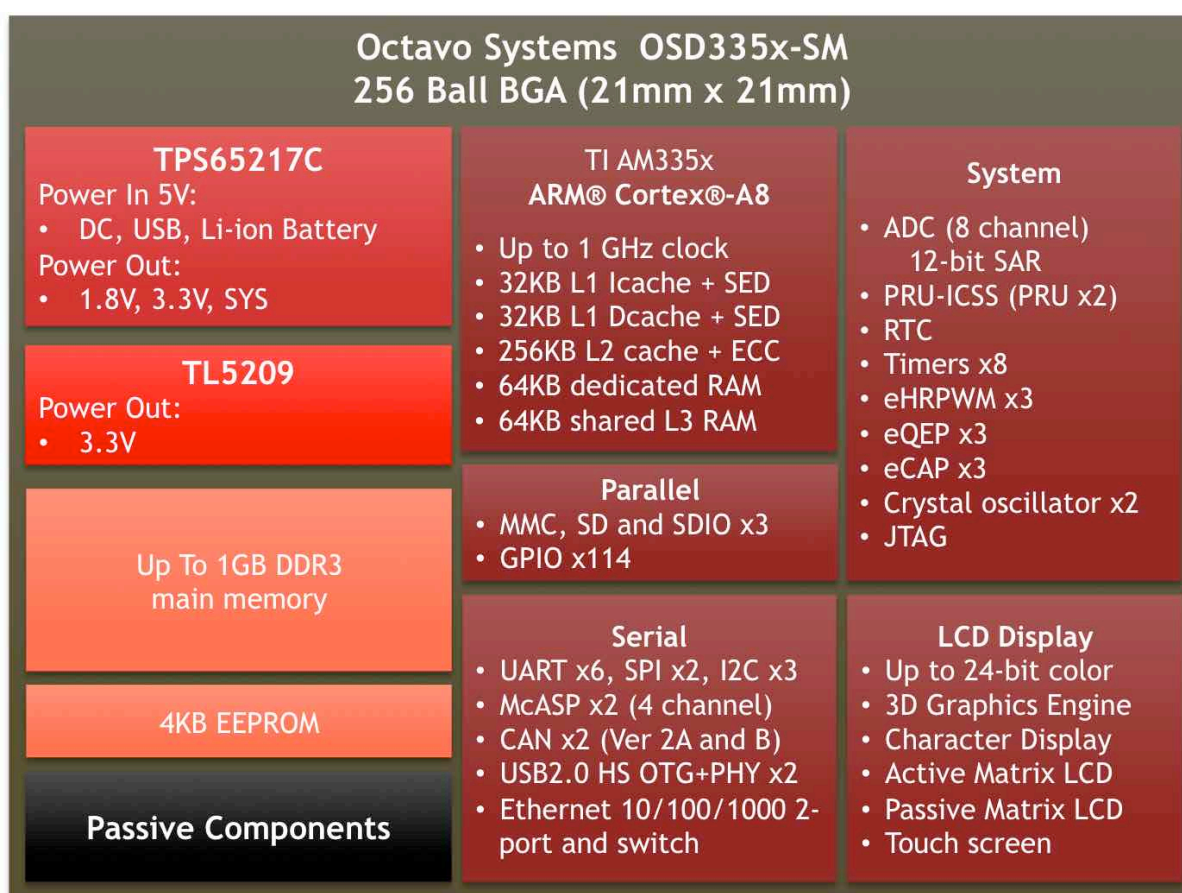 Octavo Systems OSD335x-SM
256 Ball BGA (21mm x 21mm)
TPS65217C
Power In 5V:
• DC, USB, Li-ion Battery
Power Out:
• 1.8V, 3.3V, SYS
TL5209
Power Out:
• 3.3V
Up To 1GB DDR3
main memory
4KB EEPROM
Passive Components
TI AM335x
ARM® Cortex®-A8
• Up to 1 GHz clock
• 32KB L1 Icache + SED
• 32KB L1 Dcache + SED
• 256KB L2 cache + ECC
• 64KB dedicated RAM
• 64KB shared L3 RAM
Parallel
• MMC, SD and SDIO x3
• GPIO x114
Serial
• UART x6, SPI x2, I2C x3
• McASP x2 (4 channel)
• CAN x2 (Ver 2A and B)
• USB2.0 HS OTG+PHY x2
• Ethernet 10/100/1000 2-
port and switch
System
• ADC (8 channel)
12-bit SAR
• PRU-ICSS (PRU x2)
• RTC
• Timers x8
• eHRPWM x3
• eQEP x3
• eCAP x3
• Crystal oscillator x2
• JTAG
LCD Display
• Up to 24-bit color
• 3D Graphics Engine
• Character Display
• Active Matrix LCD
• Passive Matrix LCD
• Touch screen